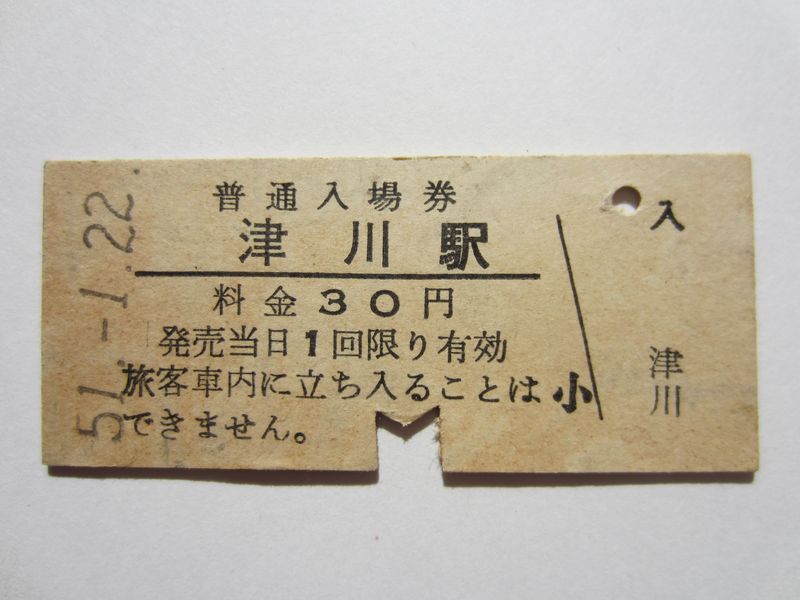 51.-1.22.
普通入場券
津川駅
料金30円
発売当日1回限り有効
旅客車内に立ち入ることは
できません。
小
入
津川